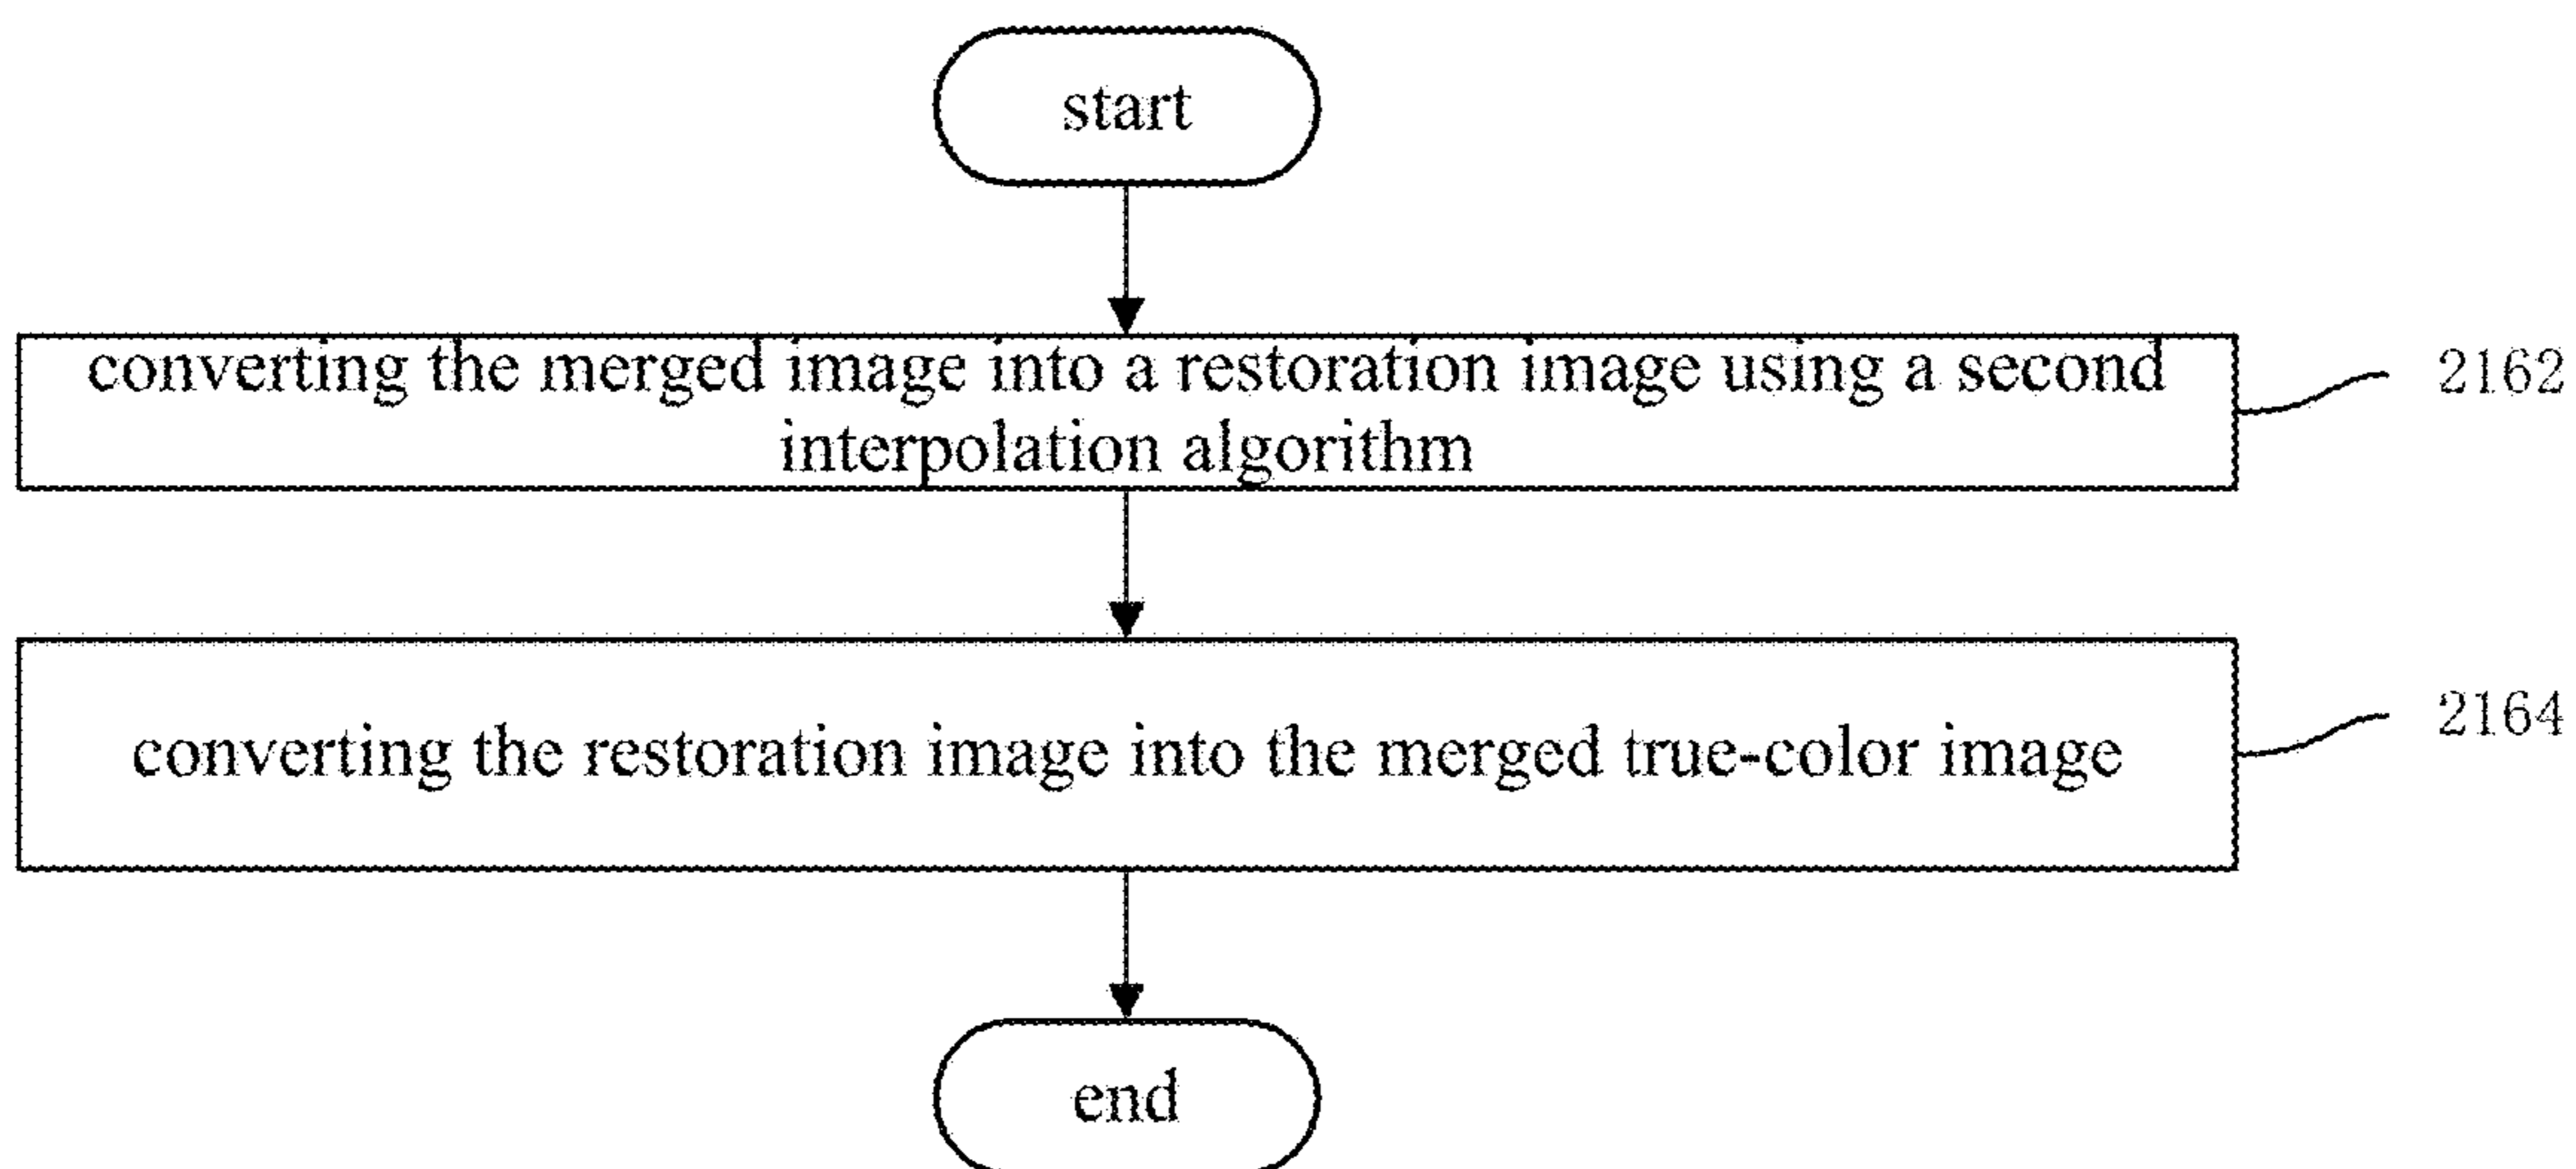 start
converting the merged image into a restoration image using a second
interpolation algorithm
2162
converting the restoration image into the merged true-color image
2164
end